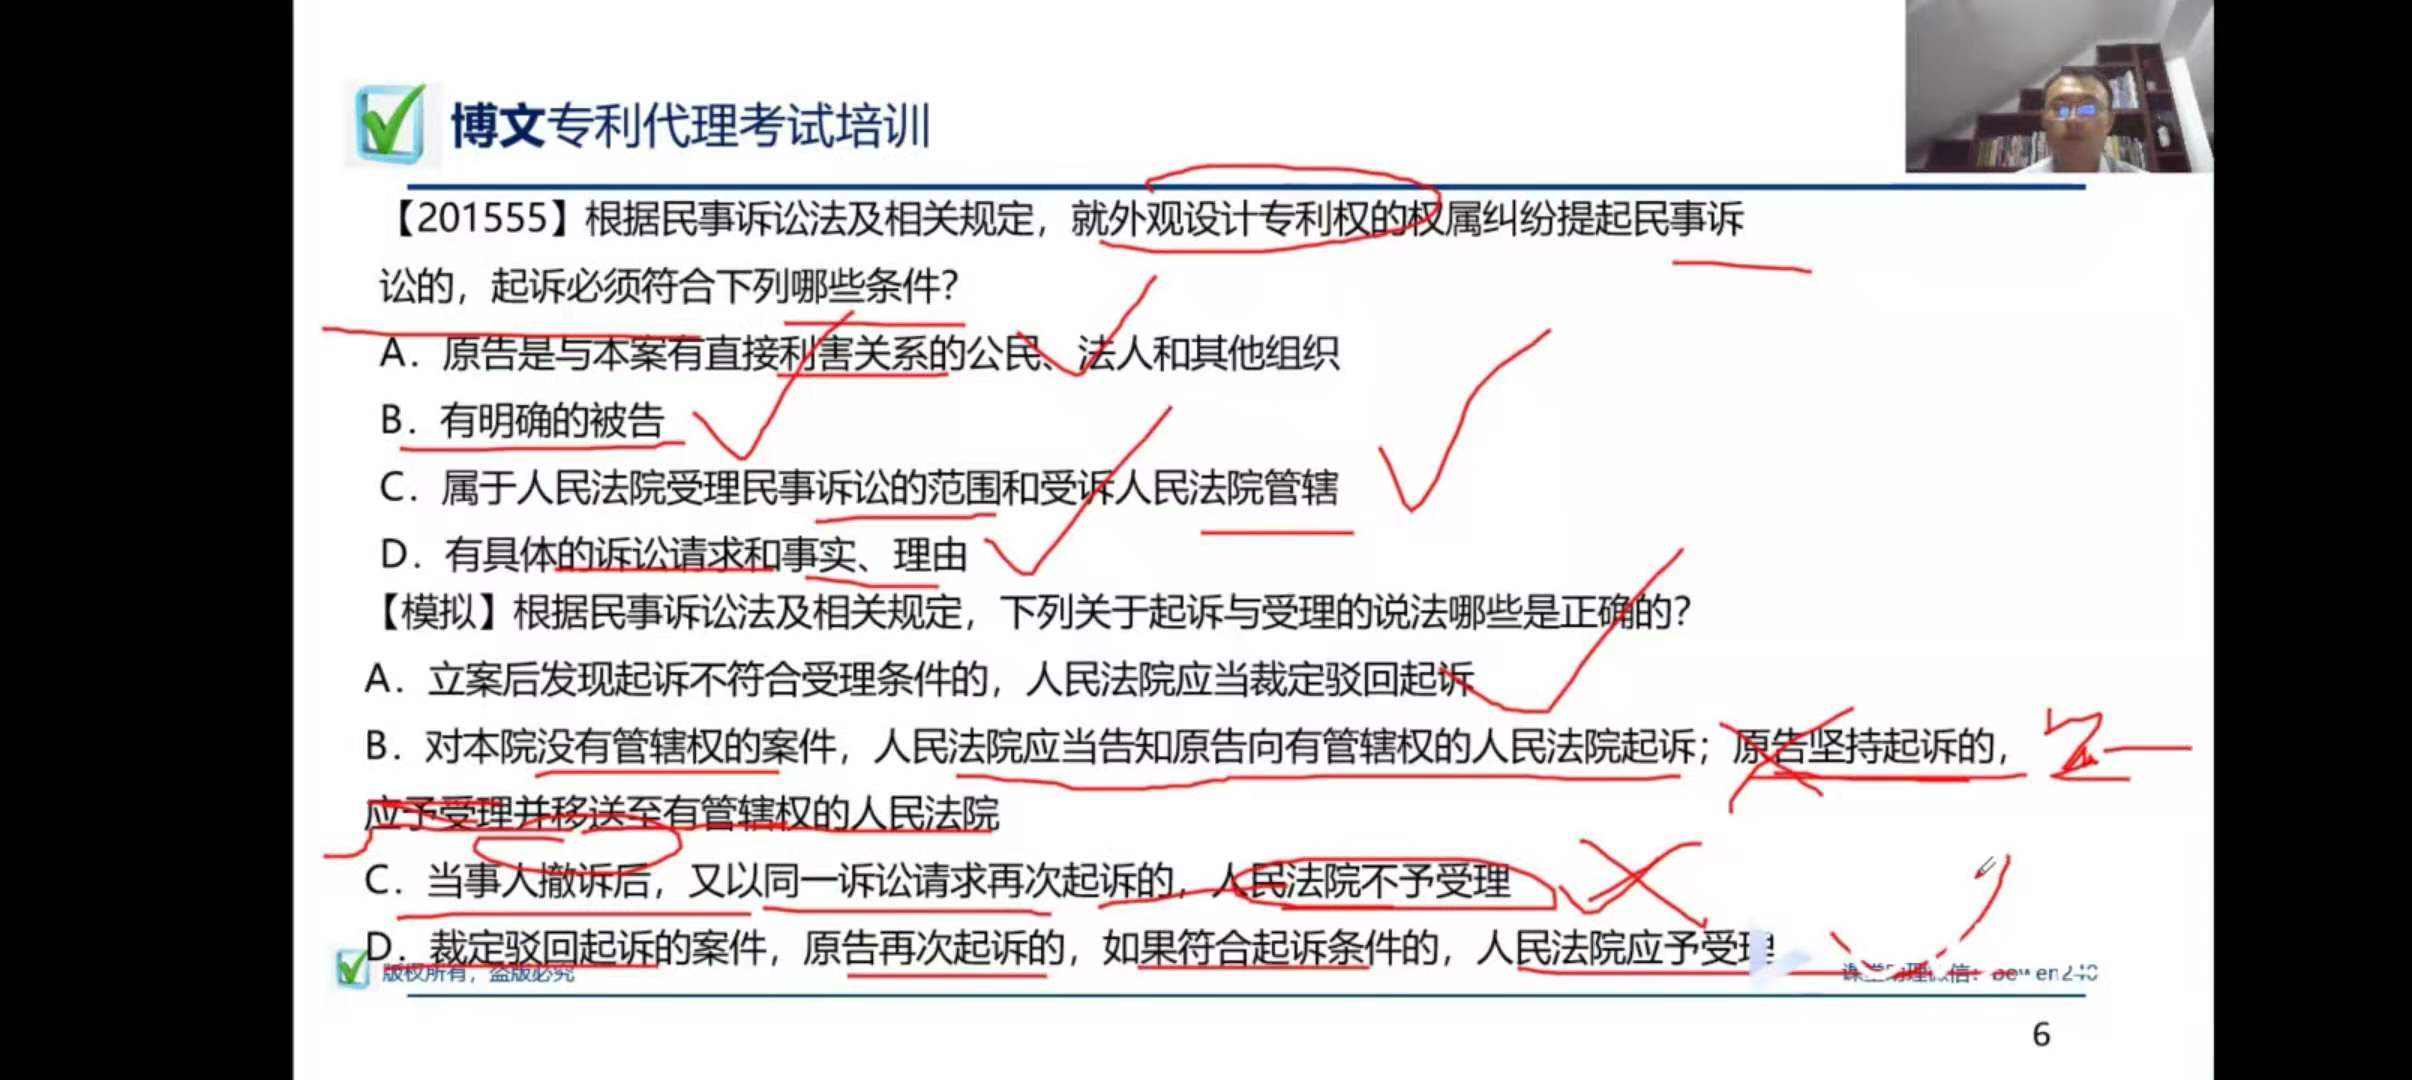 博文专利代理考试培训
【201555】根据民事诉讼法及相关规定，就外观设计专利权的权属纠纷提起民事诉
讼的，起诉必须符合下列哪些条件？
A．原告是与本案有直接利害关系的公民、法人和其他组织
B．有明确的被告
C．属于人民法院受理民事诉讼的范围和受诉人民法院管辖
D．有具体的诉讼请求和事实、理由
【模拟】根据民事诉讼法及相关规定，下列关于起诉与受理的说法哪些是正确的？
A．立案后发现起诉不符合受理条件的，人民法院应当裁定驳回起诉
B．对本院没有管辖权的案件，人民法院应当告知原告向有管辖权的人民法院起诉；原告坚持起诉的，
应予受理并移送至有管辖权的人民法院
C．当事人撤诉后，又以同一诉讼请求再次起诉的，人民法院不予受理
D．裁定驳回起诉的案件，原告再次起诉的，如果符合起诉条件的，人民法院应予受理
版权所有，盗版必究
6